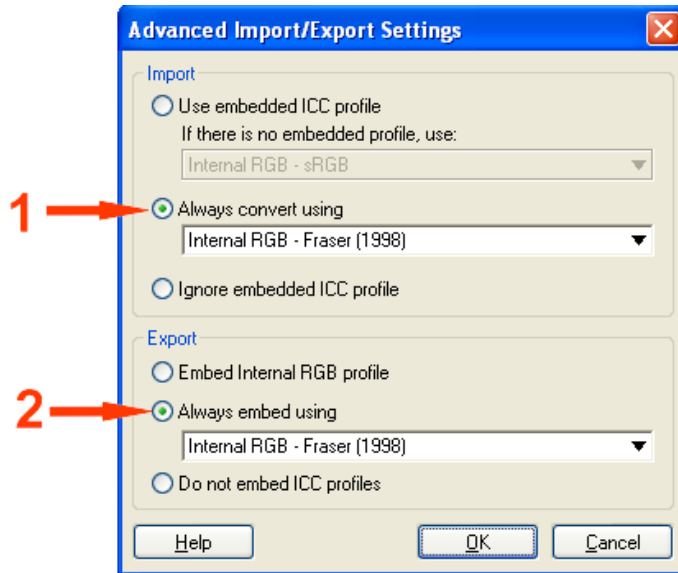 Advanced Import/Export Settings
Import
Use embedded ICC profile
If there is no embedded profile, use:
Internal RGB - sRGB
1
Always convert using
Internal RGB - Fraser (1998)
Ignore embedded ICC profile
Export
Embed Internal RGB profile
2
Always embed using
Internal RGB - Fraser (1998)
Do not embed ICC profiles
Help
OK
Cancel